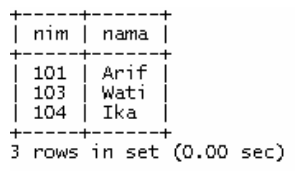 +-----+------+
| nim | nama |
+-----+------+
| 101 | Arif |
| 103 | Wati |
| 104 | Ika |
+-----+------+
3 rows in set (0.00 sec)